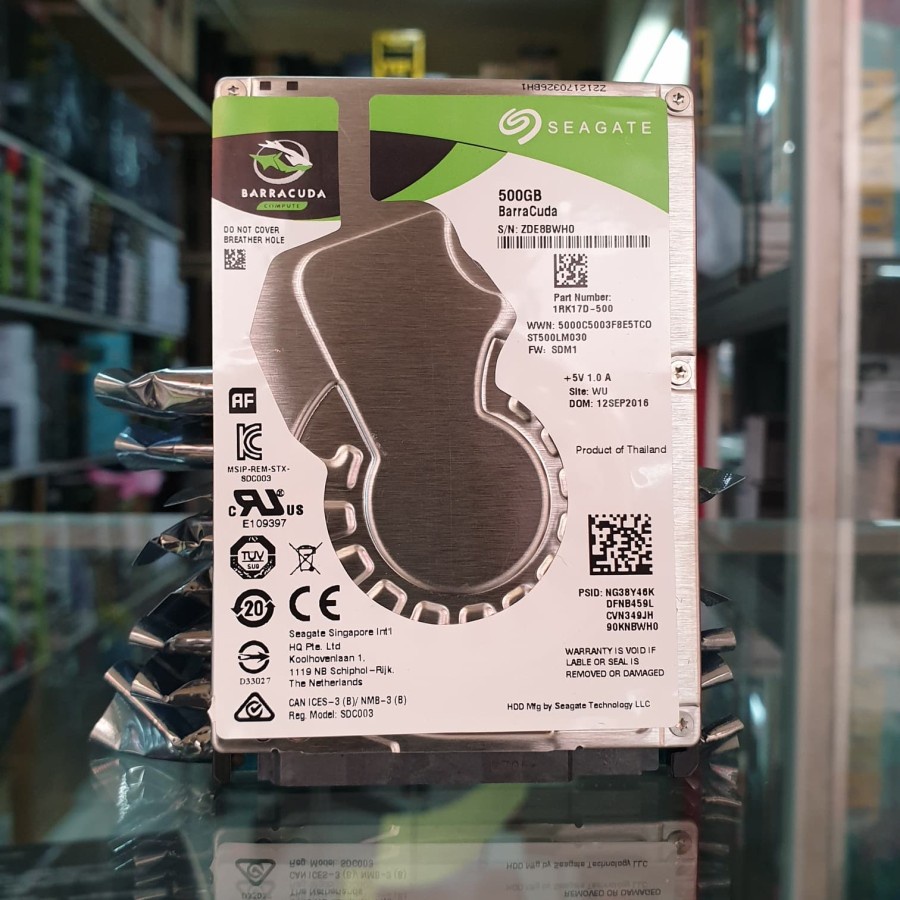 Z212170326BH1
SEAGATE
BARRACUDA
COMPUTE
500GB
BarraCuda
S/N: ZDE8BWH0
DO NOT COVER
BREATHER HOLE
Part Number:
1RK17D-500
WWN: 5000C5003F8E5TCO
ST500LM030
FW: SDM1
+5V 1.0 A
Site: WU
DOM: 12SEP2016
Product of Thailand
AF
MSIP-REM-STX-
SDC003
c RU® US
E109397
TÜV
SUD
20
CE
PSID: NG38Y46K
DFNB459L
CVN349JH
90KNBWH0
Seagate Singapore Int'l
HQ Pte. Ltd
Koolhovenlaan 1,
1119 NB Schiphol-Rijk.
The Netherlands
D33027
WARRANTY IS VOID IF
LABLE OR SEAL IS
REMOVED OR DAMAGED
CAN ICES-3 (B)/ NMB-3 (B)
Reg. Model: SDC003
HDD Mfg by Seagate Technology LLC